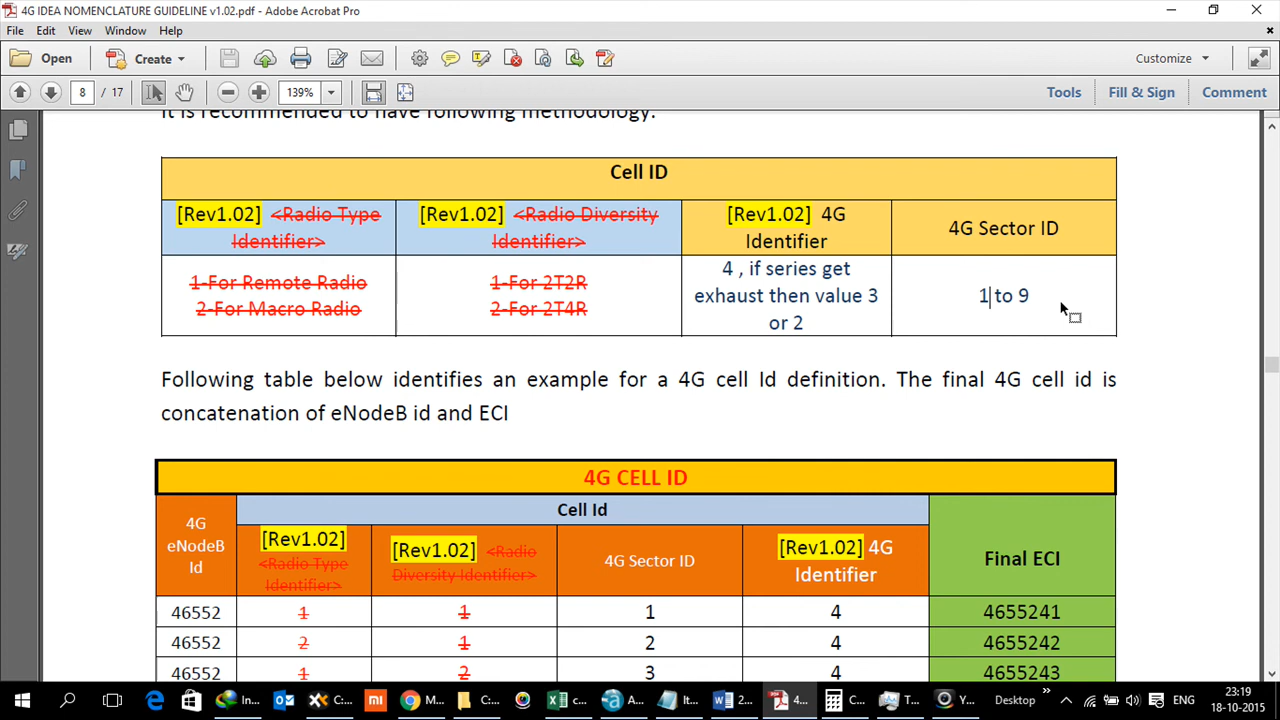 4G IDEA NOMENCLATURE GUIDELINE v1.02.pdf - Adobe Acrobat Pro
File Edit View Window Help
Open Create Customize
8 / 17 139% Tools Fill & Sign Comment
It is recommended to have following methodology.
Cell ID
[Rev1.02] <Radio Type Identifier>
[Rev1.02] <Radio Diversity Identifier>
[Rev1.02] 4G Identifier
4G Sector ID
1-For Remote Radio
2-For Macro Radio
1-For 2T2R
2-For 2T4R
4 , if series get
exhaust then value 3
or 2
1 to 9
Following table below identifies an example for a 4G cell Id definition. The final 4G cell id is
concatenation of eNodeB id and ECI
4G CELL ID
4G
eNodeB
Id
Cell Id
Final ECI
[Rev1.02]
<Radio Type
Identifier>
[Rev1.02] <Radio
Diversity Identifier>
4G Sector ID
[Rev1.02] 4G
Identifier
46552 1 1 1 4 4655241
46552 2 1 2 4 4655242
46552 1 2 3 4 4655243
In... C:... M... C... C... A... It... 2... 4... C... T... Y... Desktop ENG
23:19
18-10-2015